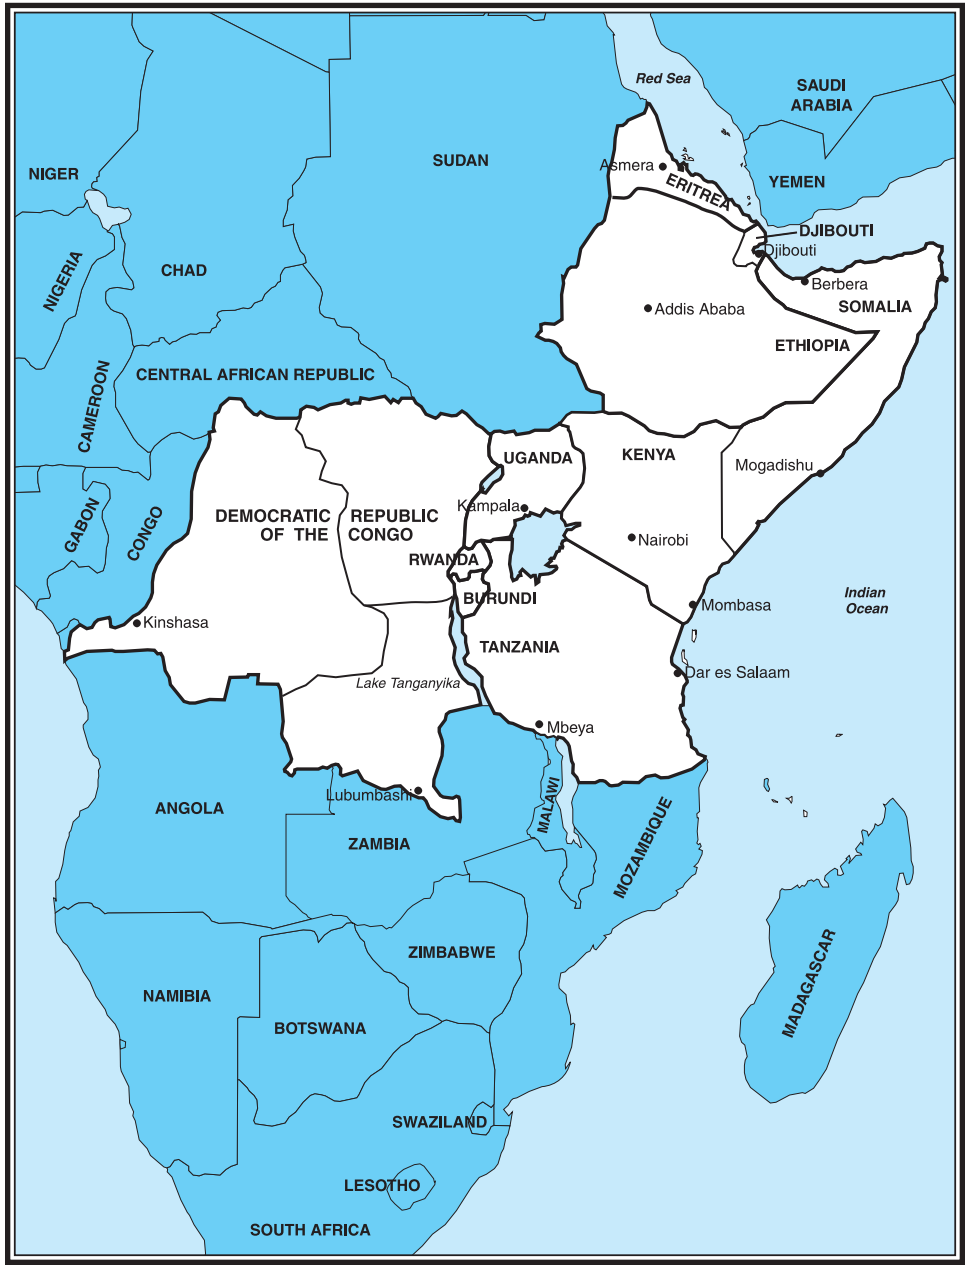 Red Sea
SAUDI
ARABIA
SUDAN
Asmera
NIGER
ERITREA
YEMEN
DJIBOUTI
Djibouti
NIGERIA
CHAD
Berbera
SOMALIA
Addis Ababa
ETHIOPIA
CENTRAL AFRICAN REPUBLIC
CAMEROON
UGANDA
KENYA
Mogadishu
Kampala
GABON
CONGO
DEMOCRATIC REPUBLIC
OF THE CONGO
Nairobi
RWANDA
BURUNDI
Mombasa
Indian
Ocean
Kinshasa
TANZANIA
Lake Tanganyika
Dar es Salaam
Mbeya
Lubumbashi
ANGOLA
MALAWI
ZAMBIA
MOZAMBIQUE
ZIMBABWE
MADAGASCAR
NAMIBIA
BOTSWANA
SWAZILAND
LESOTHO
SOUTH AFRICA